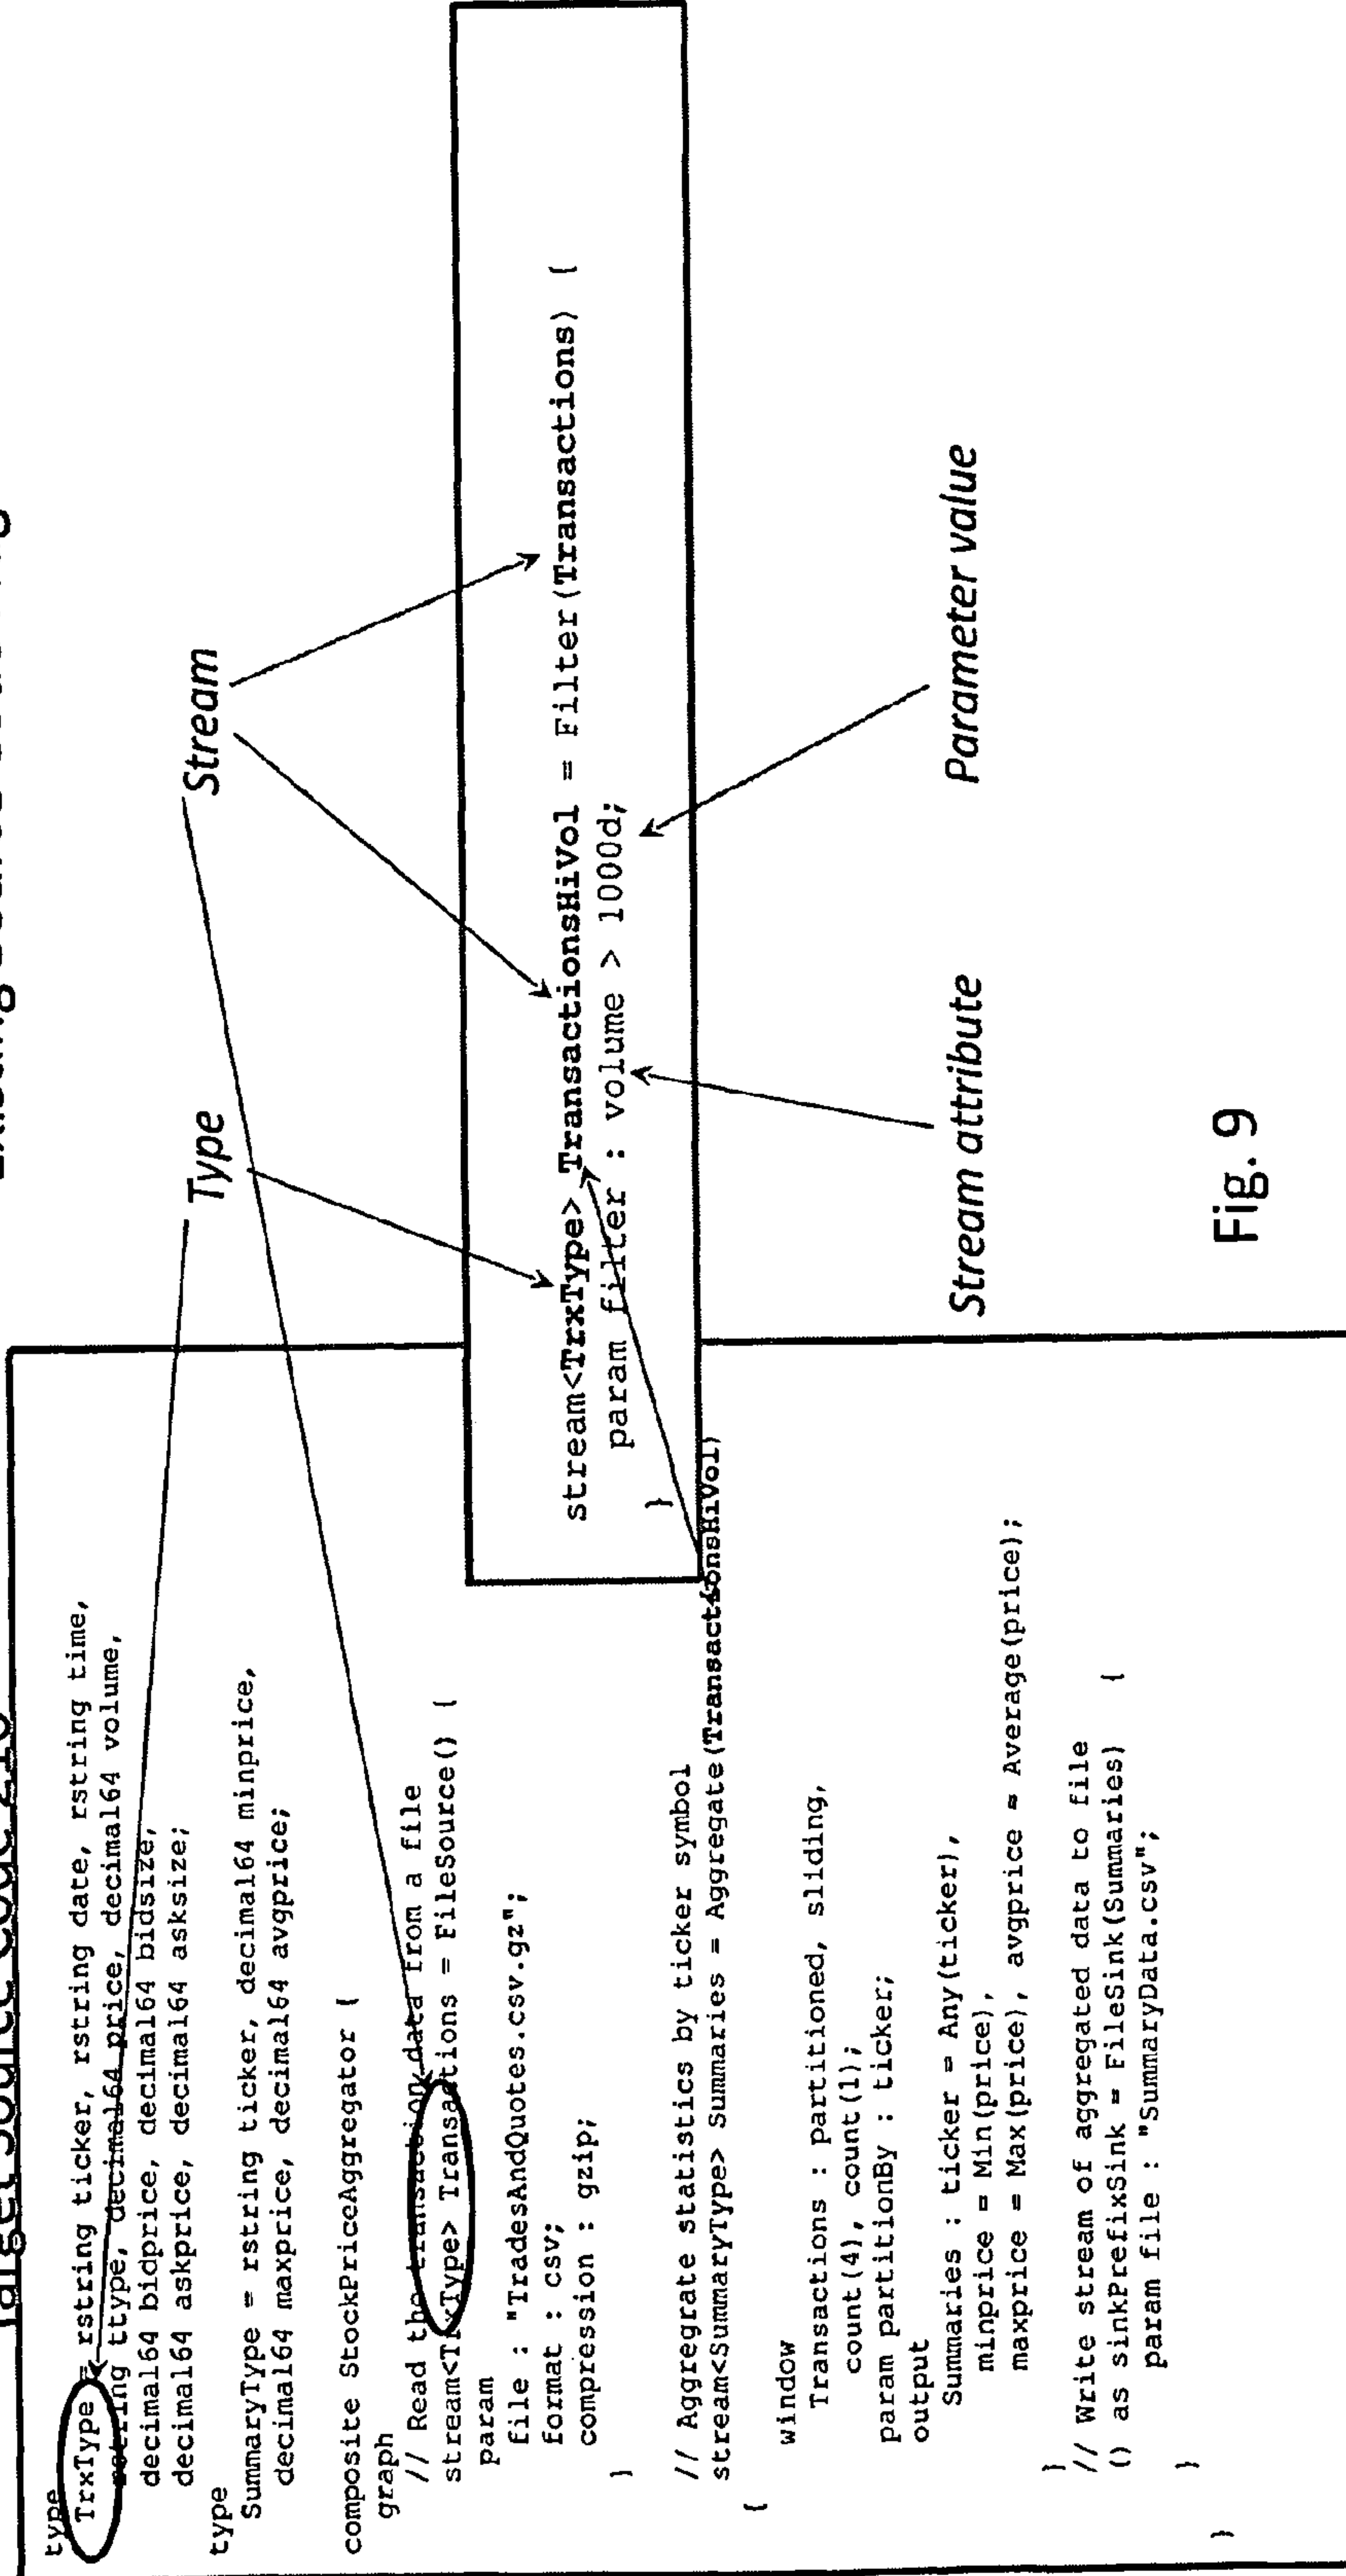 Target Source Code 210
type
TrxType = rstring ticker, rstring date, rstring time,
rstring ttype, decimal64 price, decimal64 volume,
decimal64 bidprice, decimal64 bidsize,
decimal64 askprice, decimal64 asksize;
type
SummaryType = rstring ticker, decimal64 minprice,
decimal64 maxprice, decimal64 avgprice;
composite StockPriceAggregator {
graph
// Read the transaction data from a file
stream<TrxType> Transactions = FileSource() {
param
file : "TradesAndQuotes.csv.gz";
format : csv;
compression : gzip;
}
// Aggregate statistics by ticker symbol
stream<SummaryType> Summaries = Aggregate(TransactionsHiVol)
{
window
Transactions : partitioned, sliding,
count(4), count(1);
param partitionBy : ticker;
output
Summaries : ticker = Any(ticker),
minprice = Min(price),
maxprice = Max(price), avgprice = Average(price);
}
// Write stream of aggregated data to file
() as sinkPrefixSink = FileSink(Summaries) {
param file : "SummaryData.csv";
}
}
Type
Stream
stream<TrxType> TransactionsHiVol = Filter(Transactions) {
param filter : volume > 1000d;
}
Stream attribute
Parameter value
Fig. 9